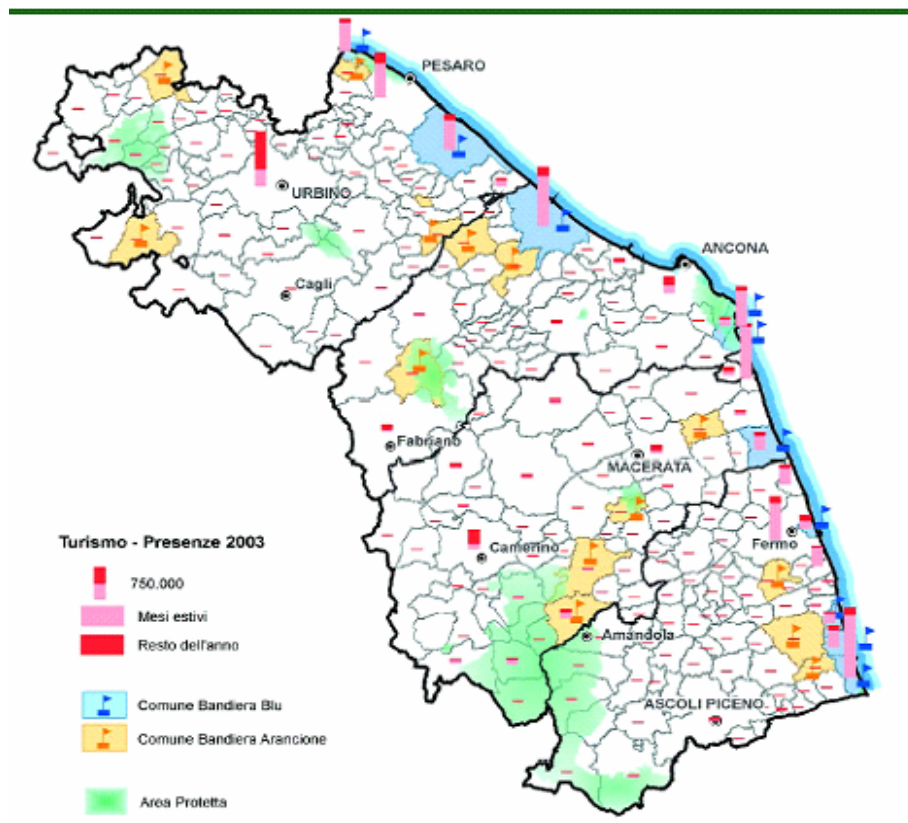 PESARO
URBINO
ANCONA
Cagli
Fabriano
MACERATA
Turismo - Presenze 2003
Camerino
Fermo
750.000
Mesi estivi
Amandola
Resto dell'anno
ASCOLI PICENO
Comune Bandiera Blu
Comune Bandiera Arancione
Area Protetta